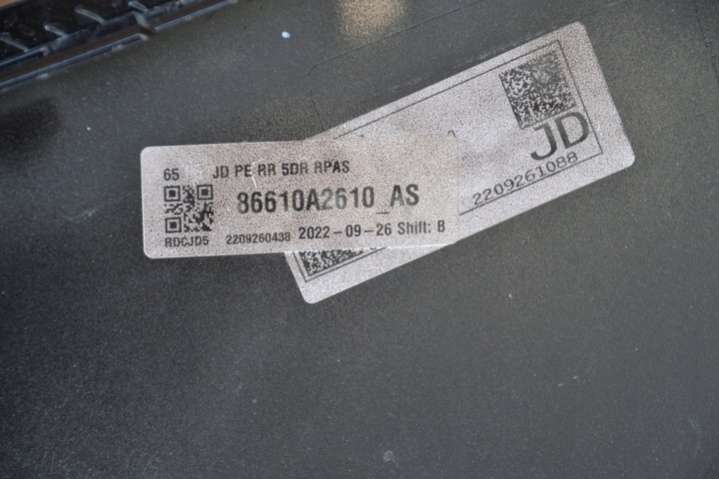 65 JD PE RR 5DR RPAS
86610A2610_AS
RDCJD5 2209260438 2022-09-26 Shift: B
JD
2209261088